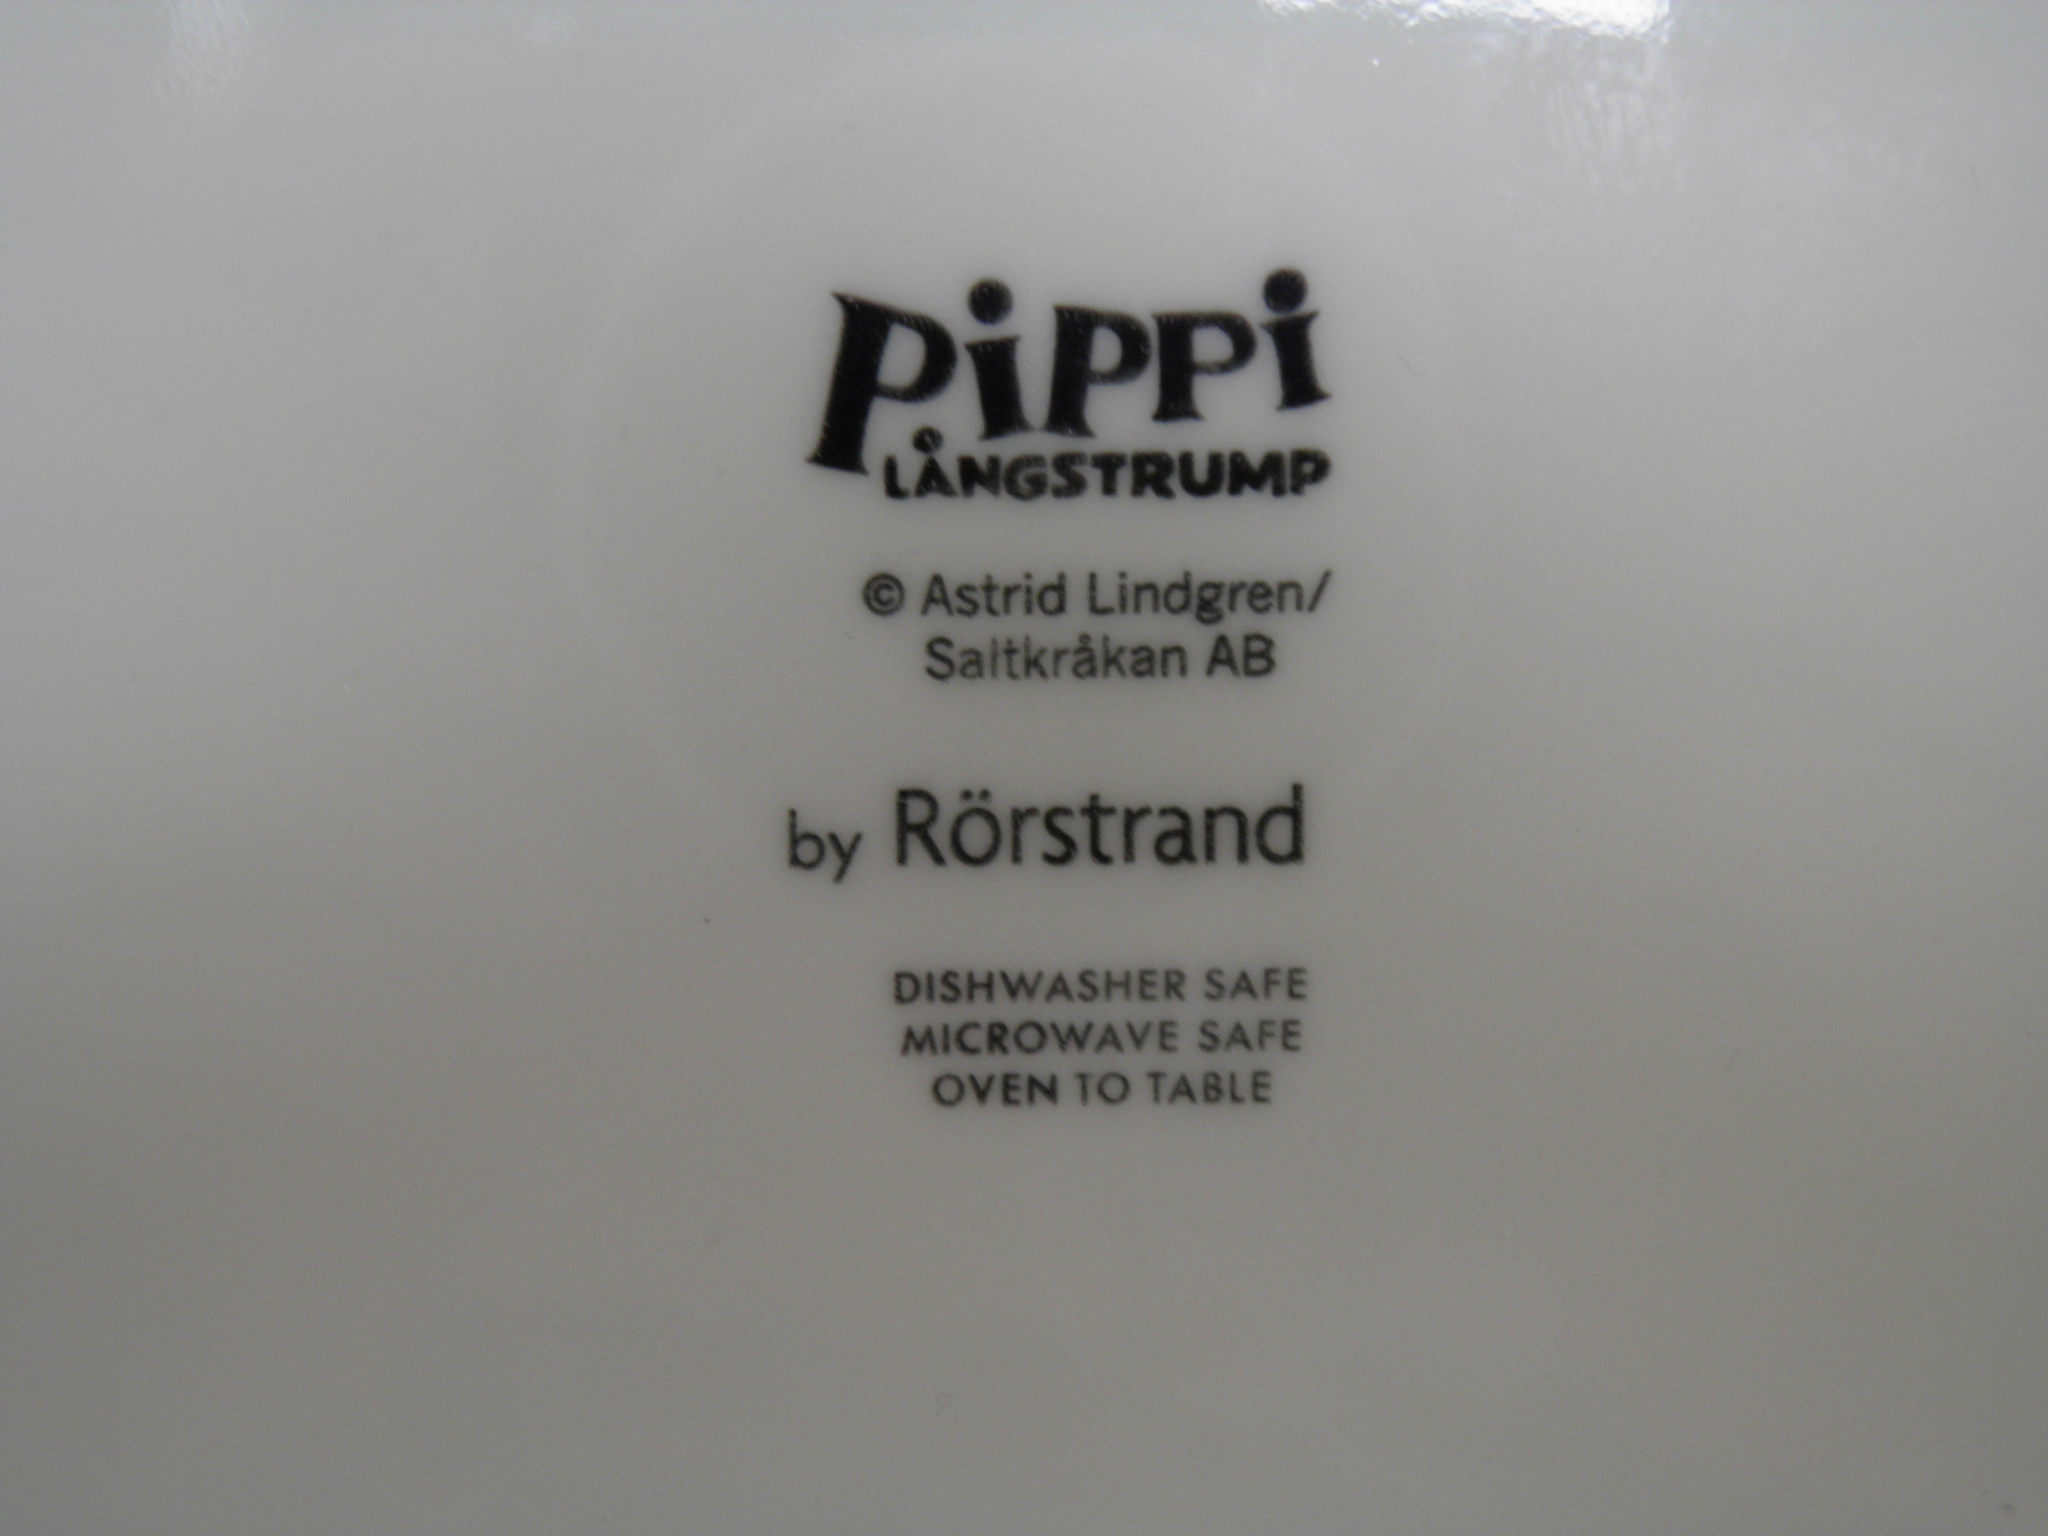 Pippi
LÅNGSTRUMP
© Astrid Lindgren/
Saltkråkan AB
by Rörstrand
DISHWASHER SAFE
MICROWAVE SAFE
OVEN TO TABLE